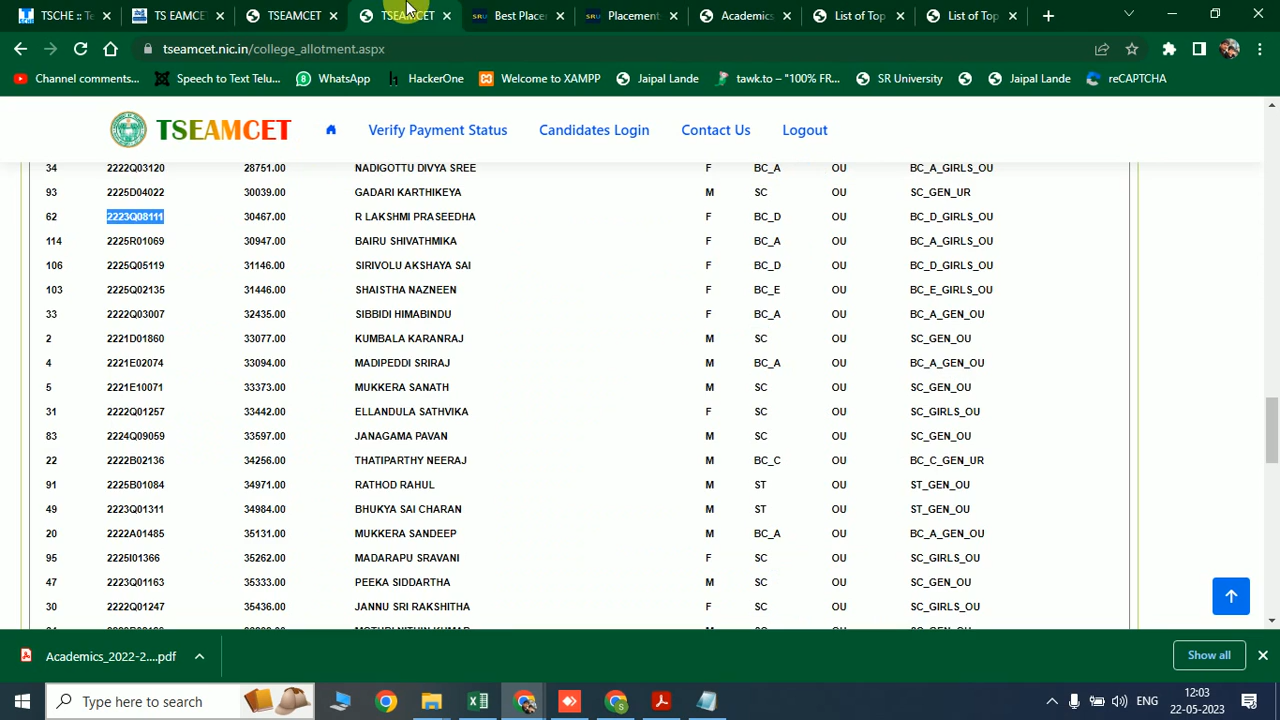 TSCHE :: Te
TS EAMCET
TSEAMCET
TSEAMCET
SRU Best Place
SRU Placement
Academics
List of Top
List of Top
tseamcet.nic.in/college_allotment.aspx
Channel comments...
Speech to Text Telu...
WhatsApp
HackerOne
Welcome to XAMPP
Jaipal Lande
tawk.to – "100% FR...
SR University
Jaipal Lande
reCAPTCHA
TSEAMCET Verify Payment Status Candidates Login Contact Us Logout
34 2222Q03120 28751.00 NADIGOTTU DIVYA SREE F BC_A OU BC_A_GIRLS_OU
93 2225D04022 30039.00 GADARI KARTHIKEYA M SC OU SC_GEN_UR
62 2223Q08111 30467.00 R LAKSHMI PRASEEDHA F BC_D OU BC_D_GIRLS_OU
114 2225R01069 30947.00 BAIRU SHIVATHMIKA F BC_A OU BC_A_GIRLS_OU
106 2225Q05119 31146.00 SIRIVOLU AKSHAYA SAI F BC_D OU BC_D_GIRLS_OU
103 2225Q02135 31446.00 SHAISTHA NAZNEEN F BC_E OU BC_E_GIRLS_OU
33 2222Q03007 32435.00 SIBBIDI HIMABINDU F BC_A OU BC_A_GEN_OU
2 2221D01860 33077.00 KUMBALA KARANRAJ M SC OU SC_GEN_OU
4 2221E02074 33094.00 MADIPEDDI SRIRAJ M BC_A OU BC_A_GEN_OU
5 2221E10071 33373.00 MUKKERA SANATH M SC OU SC_GEN_OU
31 2222Q01257 33442.00 ELLANDULA SATHVIKA F SC OU SC_GIRLS_OU
83 2224Q09059 33597.00 JANAGAMA PAVAN M SC OU SC_GEN_OU
22 2222B02136 34256.00 THATIPARTHY NEERAJ M BC_C OU BC_C_GEN_UR
91 2225B01084 34971.00 RATHOD RAHUL M ST OU ST_GEN_OU
49 2223Q01311 34984.00 BHUKYA SAI CHARAN M ST OU ST_GEN_OU
20 2222A01485 35131.00 MUKKERA SANDEEP M BC_A OU BC_A_GEN_OU
95 2225I01366 35262.00 MADARAPU SRAVANI F SC OU SC_GIRLS_OU
47 2223Q01163 35333.00 PEEKA SIDDARTHA M SC OU SC_GEN_OU
30 2222Q01247 35436.00 JANNU SRI RAKSHITHA F SC OU SC_GIRLS_OU
Academics_2022-2....pdf
Show all
Type here to search
ENG
12:03
22-05-2023